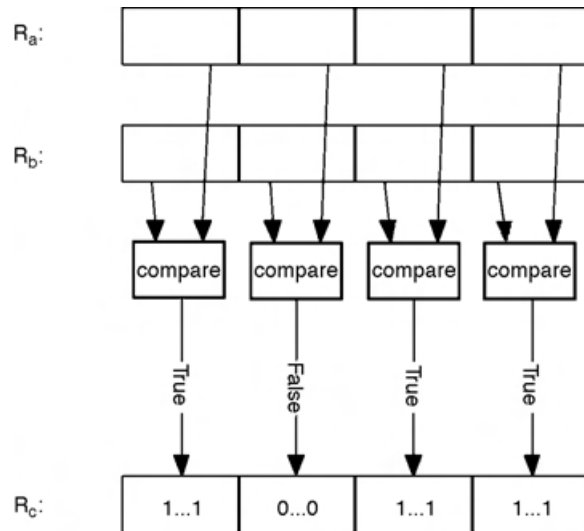 Ra:
Rb:
compare compare compare compare
True False True True
Rc: 1...1 0...0 1...1 1...1